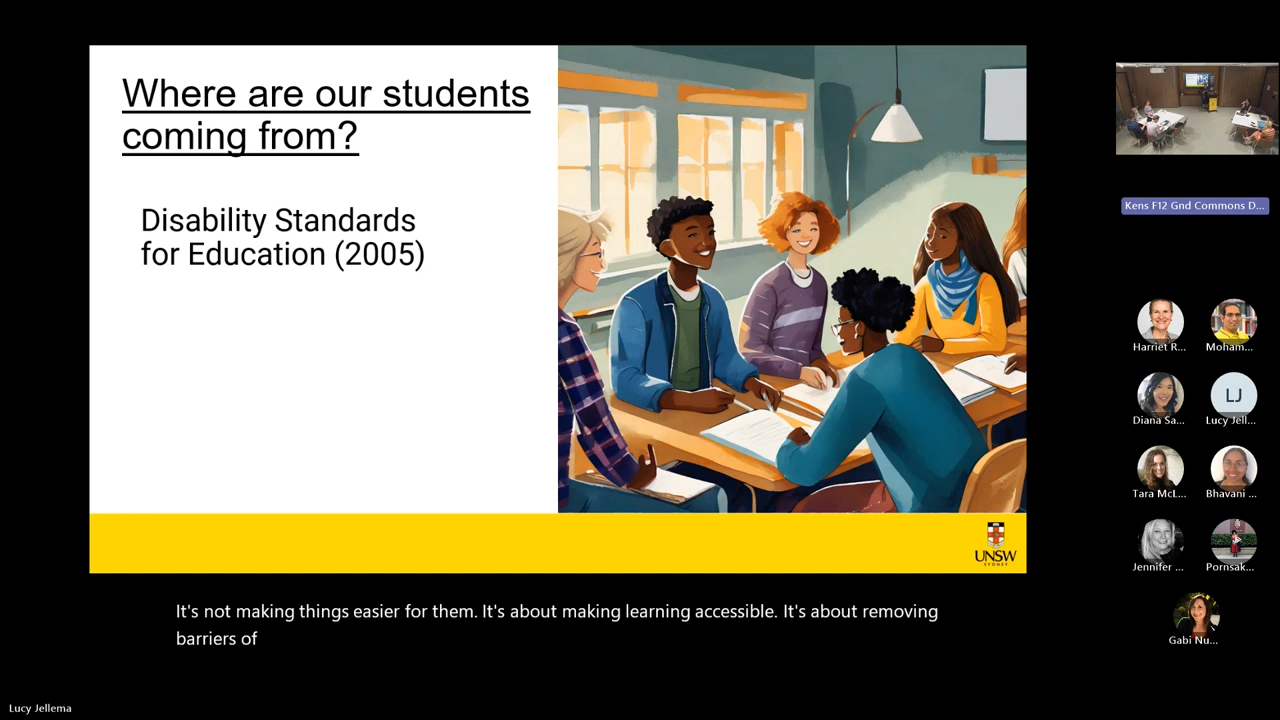 Where are our students
coming from?
Disability Standards
for Education (2005)
UNSW
SYDNEY
It's not making things easier for them. It's about making learning accessible. It's about removing
barriers of
Lucy Jellema
Kens F12 Gnd Commons D...
Harriet R...
Moham...
Diana Sa...
LJ
Lucy Jell...
Tara McL...
Bhavani ...
Jennifer ...
Pornsak...
Gabi Nu...